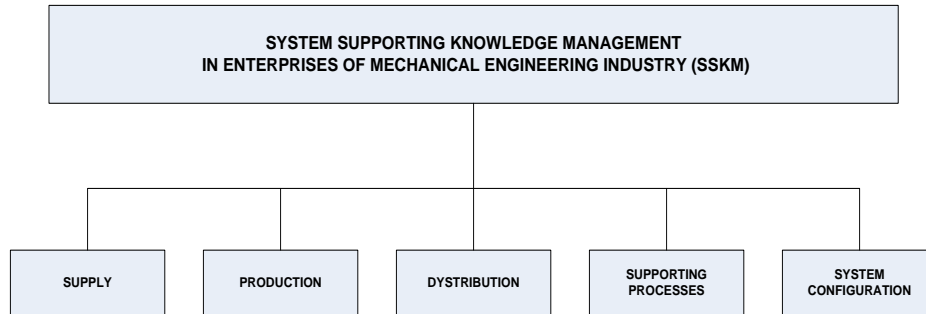 SYSTEM SUPPORTING KNOWLEDGE MANAGEMENT
IN ENTERPRISES OF MECHANICAL ENGINEERING INDUSTRY (SSKM)
SUPPLY
PRODUCTION
DYSTRIBUTION
SUPPORTING
PROCESSES
SYSTEM
CONFIGURATION